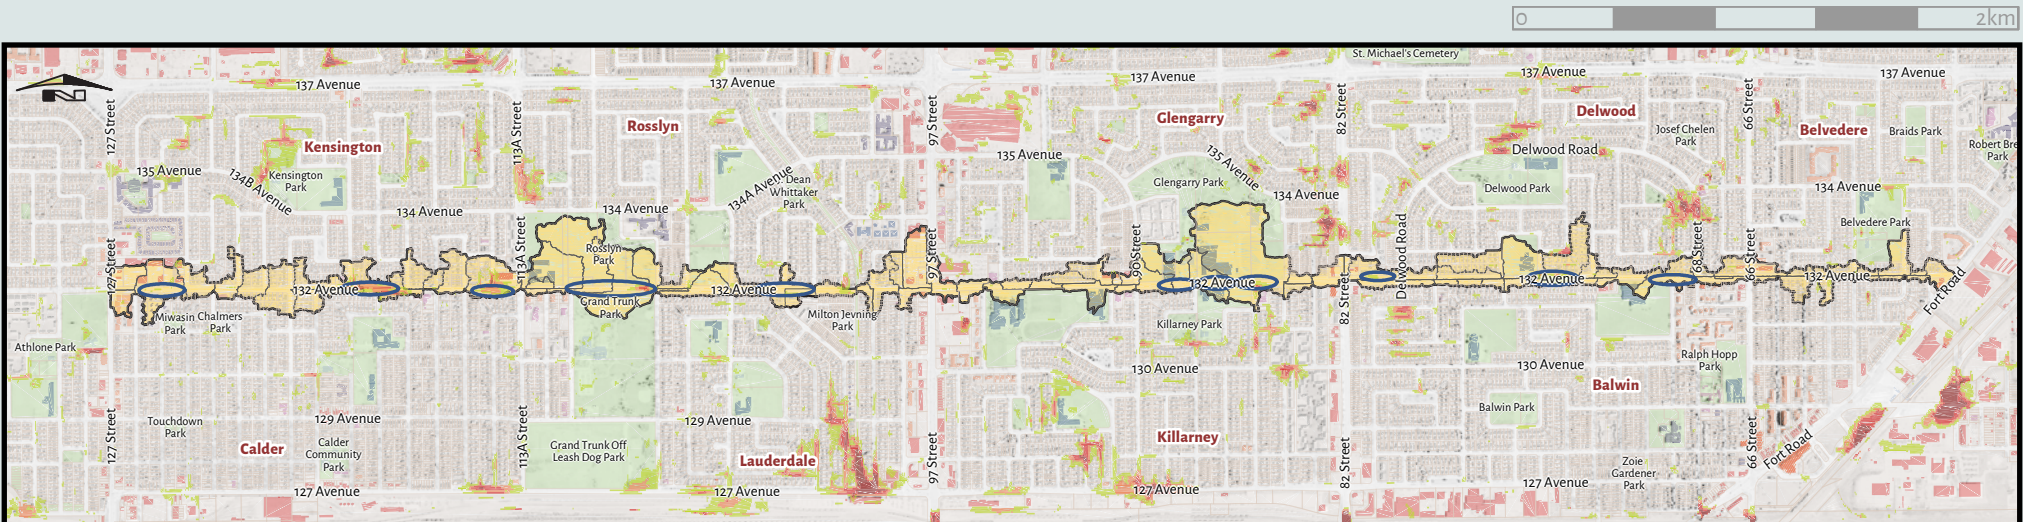 0 2km
St. Michael's Cemetery
137 Avenue
137 Avenue
137 Avenue
137 Avenue
137 Avenue
127 Street
113A Street
97 Street
82 Street
66 Street
Kensington
Rosslyn
Glengarry
Delwood
Belvedere
Josef Chelen
Park
Braids Park
Robert Bre
Park
135 Avenue
134B Avenue
Kensington
Park
134A Avenue
Dean
Whittaker
Park
135 Avenue
135 Avenue
Glengarry Park
Delwood Road
Delwood Park
134 Avenue
134 Avenue
134 Avenue
134 Avenue
Belvedere Park
127 Street
113A Street
Rosslyn
Park
97 Street
90 Street
82 Street
Delwood Road
68 Street
66 Street
132 Avenue
132 Avenue
132 Avenue
132 Avenue
132 Avenue
Fort Road
Grand Trunk
Park
Miwasin
Park
Chalmers
Park
Milton Jevning
Park
Killarney Park
Athlone Park
130 Avenue
130 Avenue
Ralph Hopp
Park
Balwin
Balwin Park
Touchdown
Park
129 Avenue
129 Avenue
127 Street
113A Street
97 Street
82 Street
66 Street
Calder
Calder
Community
Park
Grand Trunk Off
Leash Dog Park
Lauderdale
Killarney
Fort Road
Zoie
Gardener
Park
127 Avenue
127 Avenue
127 Avenue
127 Avenue